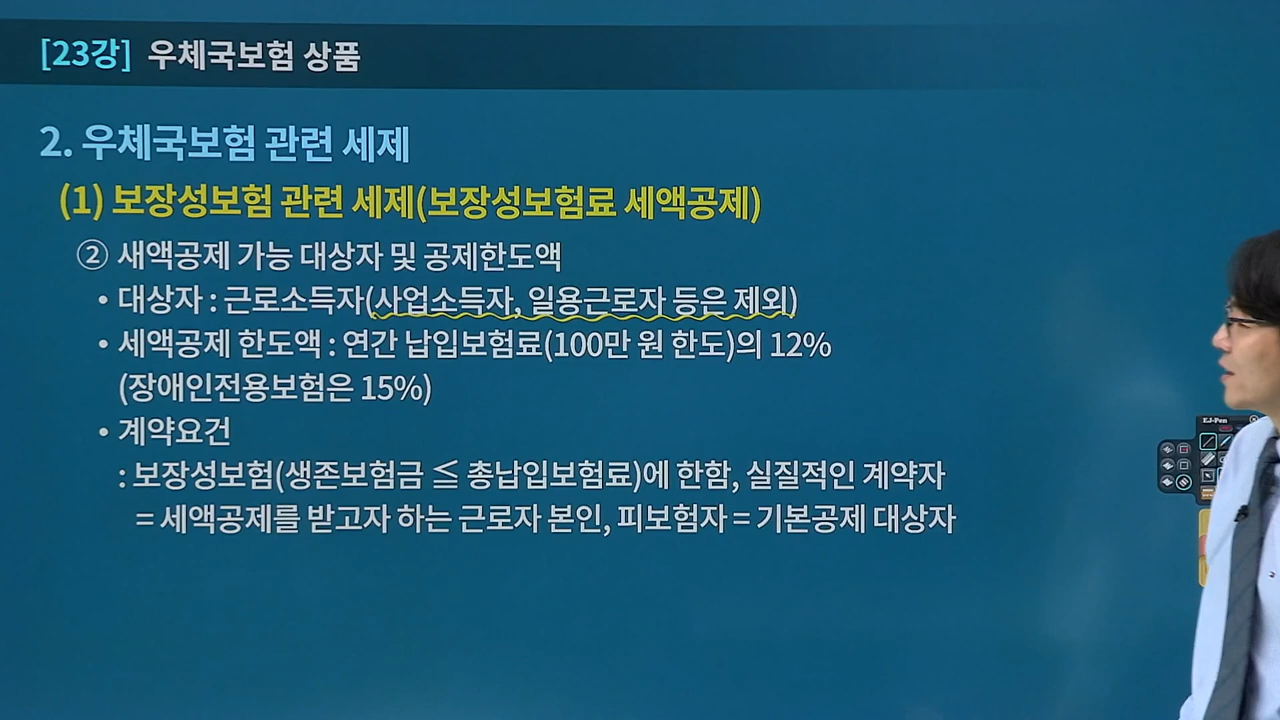 [23강] 우체국보험 상품
2. 우체국보험 관련 세제
(1) 보장성보험 관련 세제(보장성보험료 세액공제)
② 새액공제 가능 대상자 및 공제한도액
• 대상자 : 근로소득자(사업소득자, 일용근로자 등은 제외)
• 세액공제 한도액 : 연간 납입보험료(100만 원 한도)의 12%
(장애인전용보험은 15%)
• 계약요건
: 보장성보험(생존보험금 ≦ 총납입보험료)에 한함, 실질적인 계약자
= 세액공제를 받고자 하는 근로자 본인, 피보험자 = 기본공제 대상자
EJ-Pen